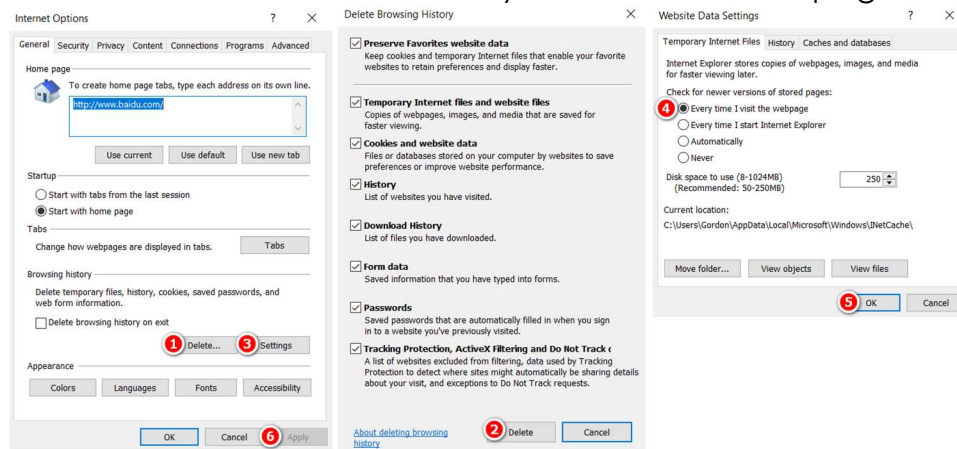 Internet Options ? ×
General Security Privacy Content Connections Programs Advanced
Home page
To create home page tabs, type each address on its own line.
http://www.baidu.com/
Use current Use default Use new tab
Startup
Start with tabs from the last session
Start with home page
Tabs
Change how webpages are displayed in tabs. Tabs
Browsing history
Delete temporary files, history, cookies, saved passwords, and
web form information.
Delete browsing history on exit
1 Delete... 3 Settings
Appearance
Colors Languages Fonts Accessibility
OK Cancel 6 Apply
Delete Browsing History ×
Preserve Favorites website data
Keep cookies and temporary Internet files that enable your favorite
websites to retain preferences and display faster.
Temporary Internet files and website files
Copies of webpages, images, and media that are saved for
faster viewing.
Cookies and website data
Files or databases stored on your computer by websites to save
preferences or improve website performance.
History
List of websites you have visited.
Download History
List of files you have downloaded.
Form data
Saved information that you have typed into forms.
Passwords
Saved passwords that are automatically filled in when you sign
in to a website you've previously visited.
Tracking Protection, ActiveX Filtering and Do Not Track
A list of websites excluded from filtering, data used by Tracking
Protection to detect where sites might automatically be sharing details
about your visit, and exceptions to Do Not Track requests.
About deleting browsing
history
2 Delete Cancel
Website Data Settings ? ×
Temporary Internet Files History Caches and databases
Internet Explorer stores copies of webpages, images, and media
for faster viewing later.
Check for newer versions of stored pages:
4 Every time I visit the webpage
Every time I start Internet Explorer
Automatically
Never
Disk space to use (8-1024MB) 250
(Recommended: 50-250MB)
Current location:
C:\Users\Gordon\AppData\Local\Microsoft\Windows\INetCache\
Move folder... View objects View files
5 OK Cancel